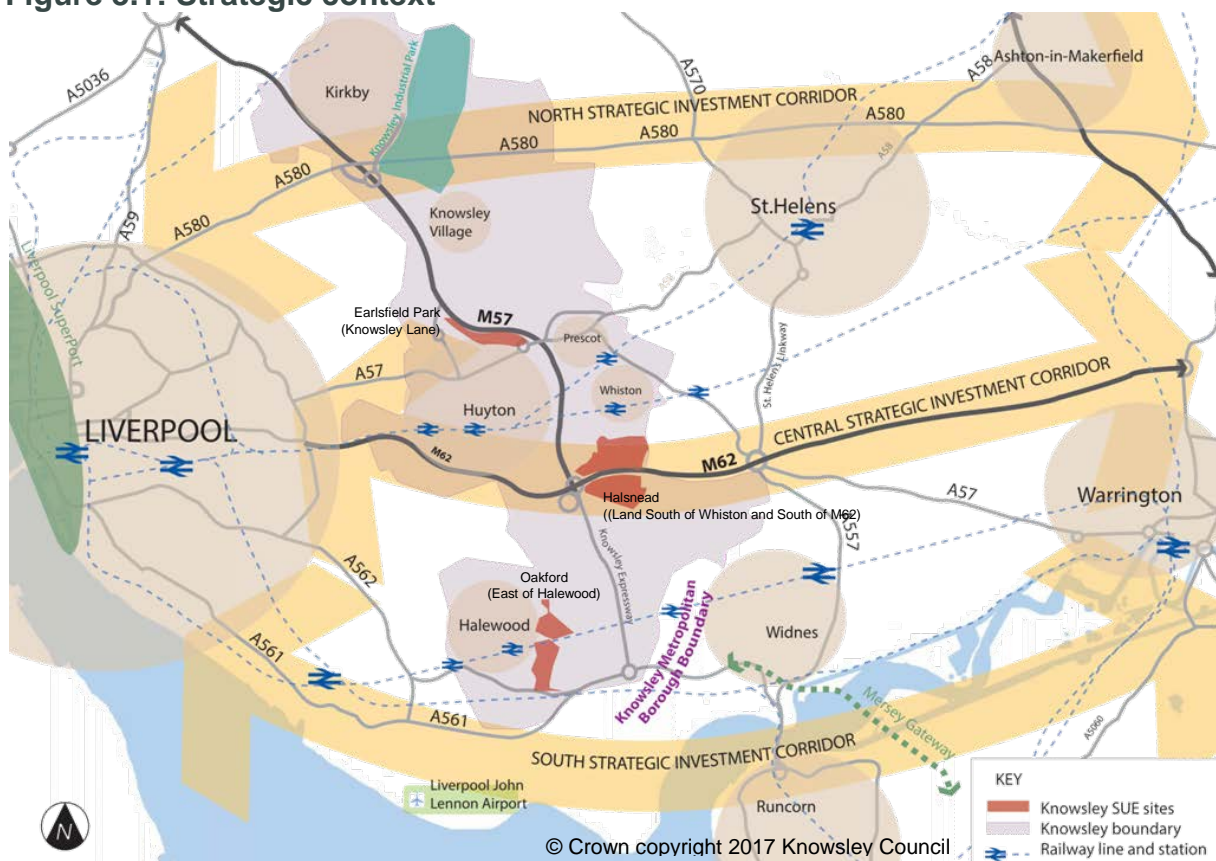 Figure 3.1: Strategic context
A5036
Kirkby
Knowsley Industrial Park
A570
A58
Ashton-in-Makerfield
NORTH STRATEGIC INVESTMENT CORRIDOR
A580
A580
A580
A580
A580
A58
A59
Knowsley
Village
St.Helens
Liverpool SuperPort
Earlsfield Park
(Knowsley Lane)
M57
A58
Prescot
A57
Whiston
St. Helen's Linkway
Huyton
LIVERPOOL
CENTRAL STRATEGIC INVESTMENT CORRIDOR
M62
M62
Halsnead
((Land South of Whiston and South of M62)
A57
Warrington
A557
Knowsley Expressway
A562
Oakford
(East of Halewood)
Halewood
Widnes
Knowsley Metropolitan
Borough Boundary
A561
A561
Mersey Gateway
A5060
SOUTH STRATEGIC INVESTMENT CORRIDOR
Liverpool John
Lennon Airport
Runcorn
N
KEY
Knowsley SUE sites
Knowsley boundary
Railway line and station
© Crown copyright 2017 Knowsley Council